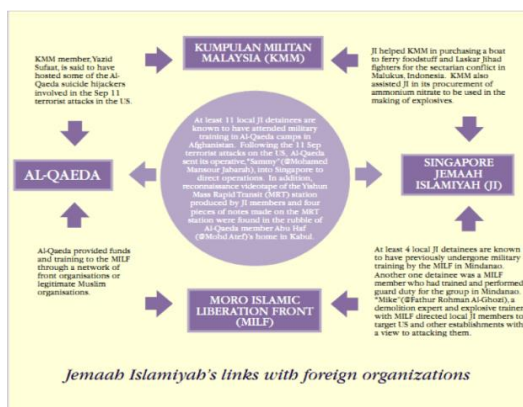 KUMPULAN MILITAN
MALAYSIA (KMM)
KMM member, Yazid
Sufaat, is said to have
hosted some of the Al-
Qaeda suicide hijackers
involved in the Sep 11
terrorist attacks in the US.
JI helped KMM in purchasing a boat
to ferry foodstuff and Laskar Jihad
fighters for the sectarian conflict in
Malukus, Indonesia. KMM also
assisted JI in its procurement of
ammonium nitrate to be used in the
making of explosives.
At least 11 local JI detainees are
known to have attended military
training in Al-Qaeda camps in
Afghanistan. Following the 11 Sep
terrorist attacks on the US, Al-Qaeda
sent its operative, "Sammy" (@Mohamed
Mansour Jabarah), into Singapore to
direct operations. In addition,
reconnaissance videotape of the Yishun
Mass Rapid Transit (MRT) station
produced by JI members and four
pieces of notes made on the MRT
station were found in the rubble of
Al-Qaeda member Abu Haf
(@Mohd Atef)'s home in Kabul.
AL-QAEDA
SINGAPORE
JEMAAH
ISLAMIYAH (JI)
Al-Qaeda provided funds
and training to the MILF
through a network of
front organisations or
legitimate Muslim
organisations.
At least 4 local JI detainees are known
to have previously undergone military
training by the MILF in Mindanao.
Another one detainee was a MILF
member who had trained and performed
guard duty for the group in Mindanao.
"Mike" (@Fathur Rohman Al-Ghozi), a
demolition expert and explosive trainer
with MILF directed local JI members to
target US and other establishments with
a view to attacking them.
MORO ISLAMIC
LIBERATION FRONT
(MILF)
Jemaah Islamiyah's links with foreign organizations